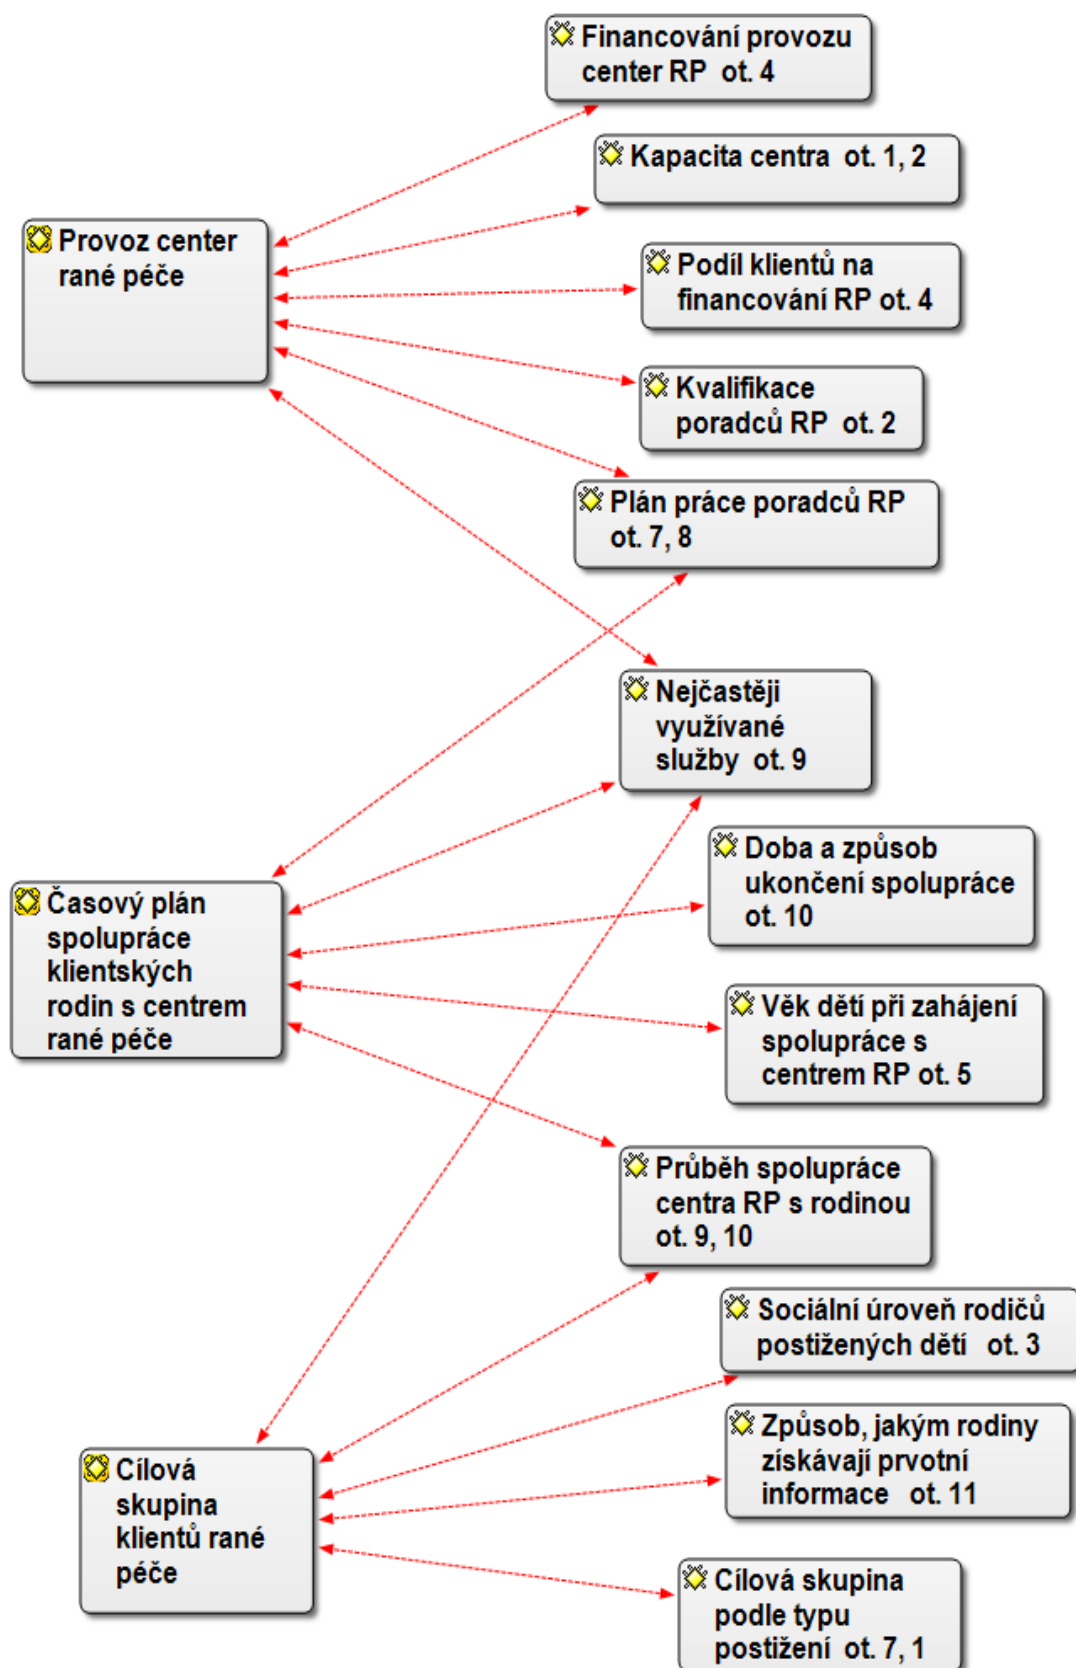 Financování provozu
center RP  ot. 4
Kapacita centra  ot. 1, 2
Provoz center
rané péče
Podíl klientů na
financování RP ot. 4
Kvalifikace
poradců RP  ot. 2
Plán práce poradců RP
ot. 7, 8
Nejčastěji
využívané
služby  ot. 9
Doba a způsob
ukončení spolupráce
ot. 10
Časový plán
spolupráce
klientských
rodin s centrem
rané péče
Věk dětí při zahájení
spolupráce s
centrem RP ot. 5
Průběh spolupráce
centra RP s rodinou
ot. 9, 10
Sociální úroveň rodičů
postižených dětí   ot. 3
Způsob, jakým rodiny
získávají prvotní
informace   ot. 11
Cílová
skupina
klientů rané
péče
Cílová skupina
podle typu
postižení  ot. 7, 1